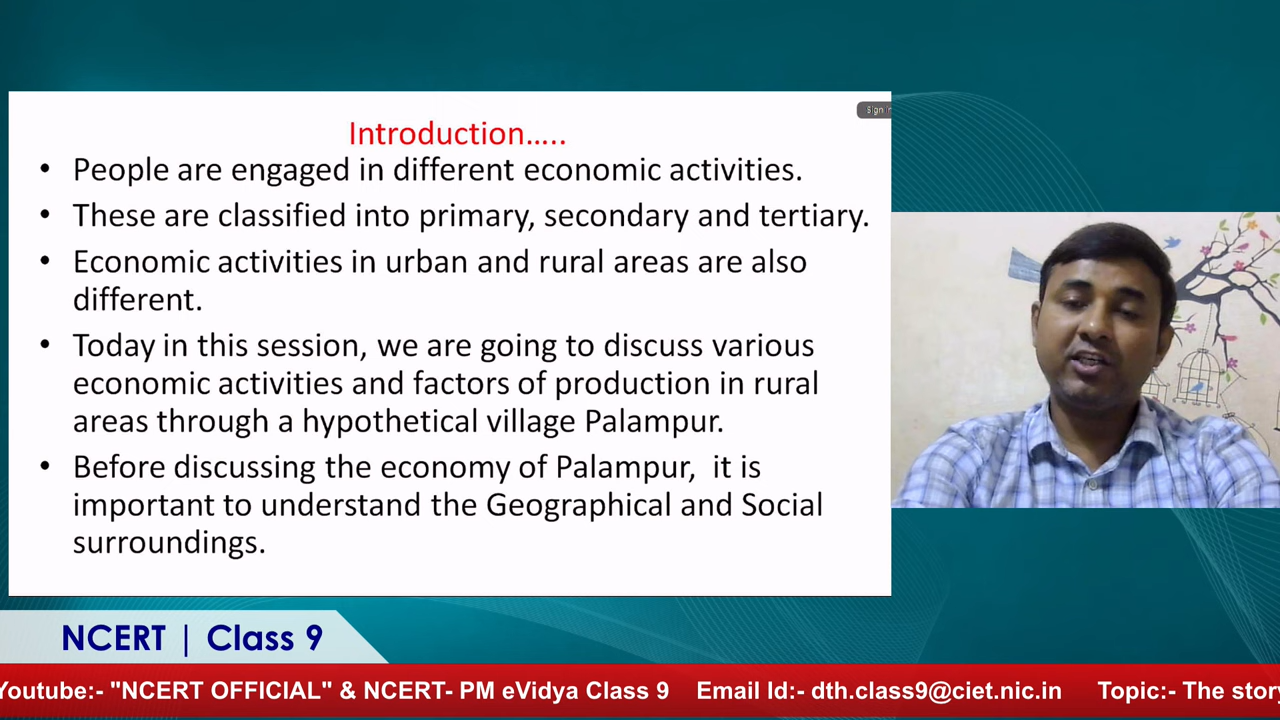 Sign in
Introduction.....
• People are engaged in different economic activities.
• These are classified into primary, secondary and tertiary.
• Economic activities in urban and rural areas are also
different.
• Today in this session, we are going to discuss various
economic activities and factors of production in rural
areas through a hypothetical village Palampur.
• Before discussing the economy of Palampur,  it is
important to understand the Geographical and Social
surroundings.
NCERT | Class 9
Youtube:- "NCERT OFFICIAL" & NCERT- PM eVidya Class 9 Email Id:- dth.class9@ciet.nic.in Topic:- The story